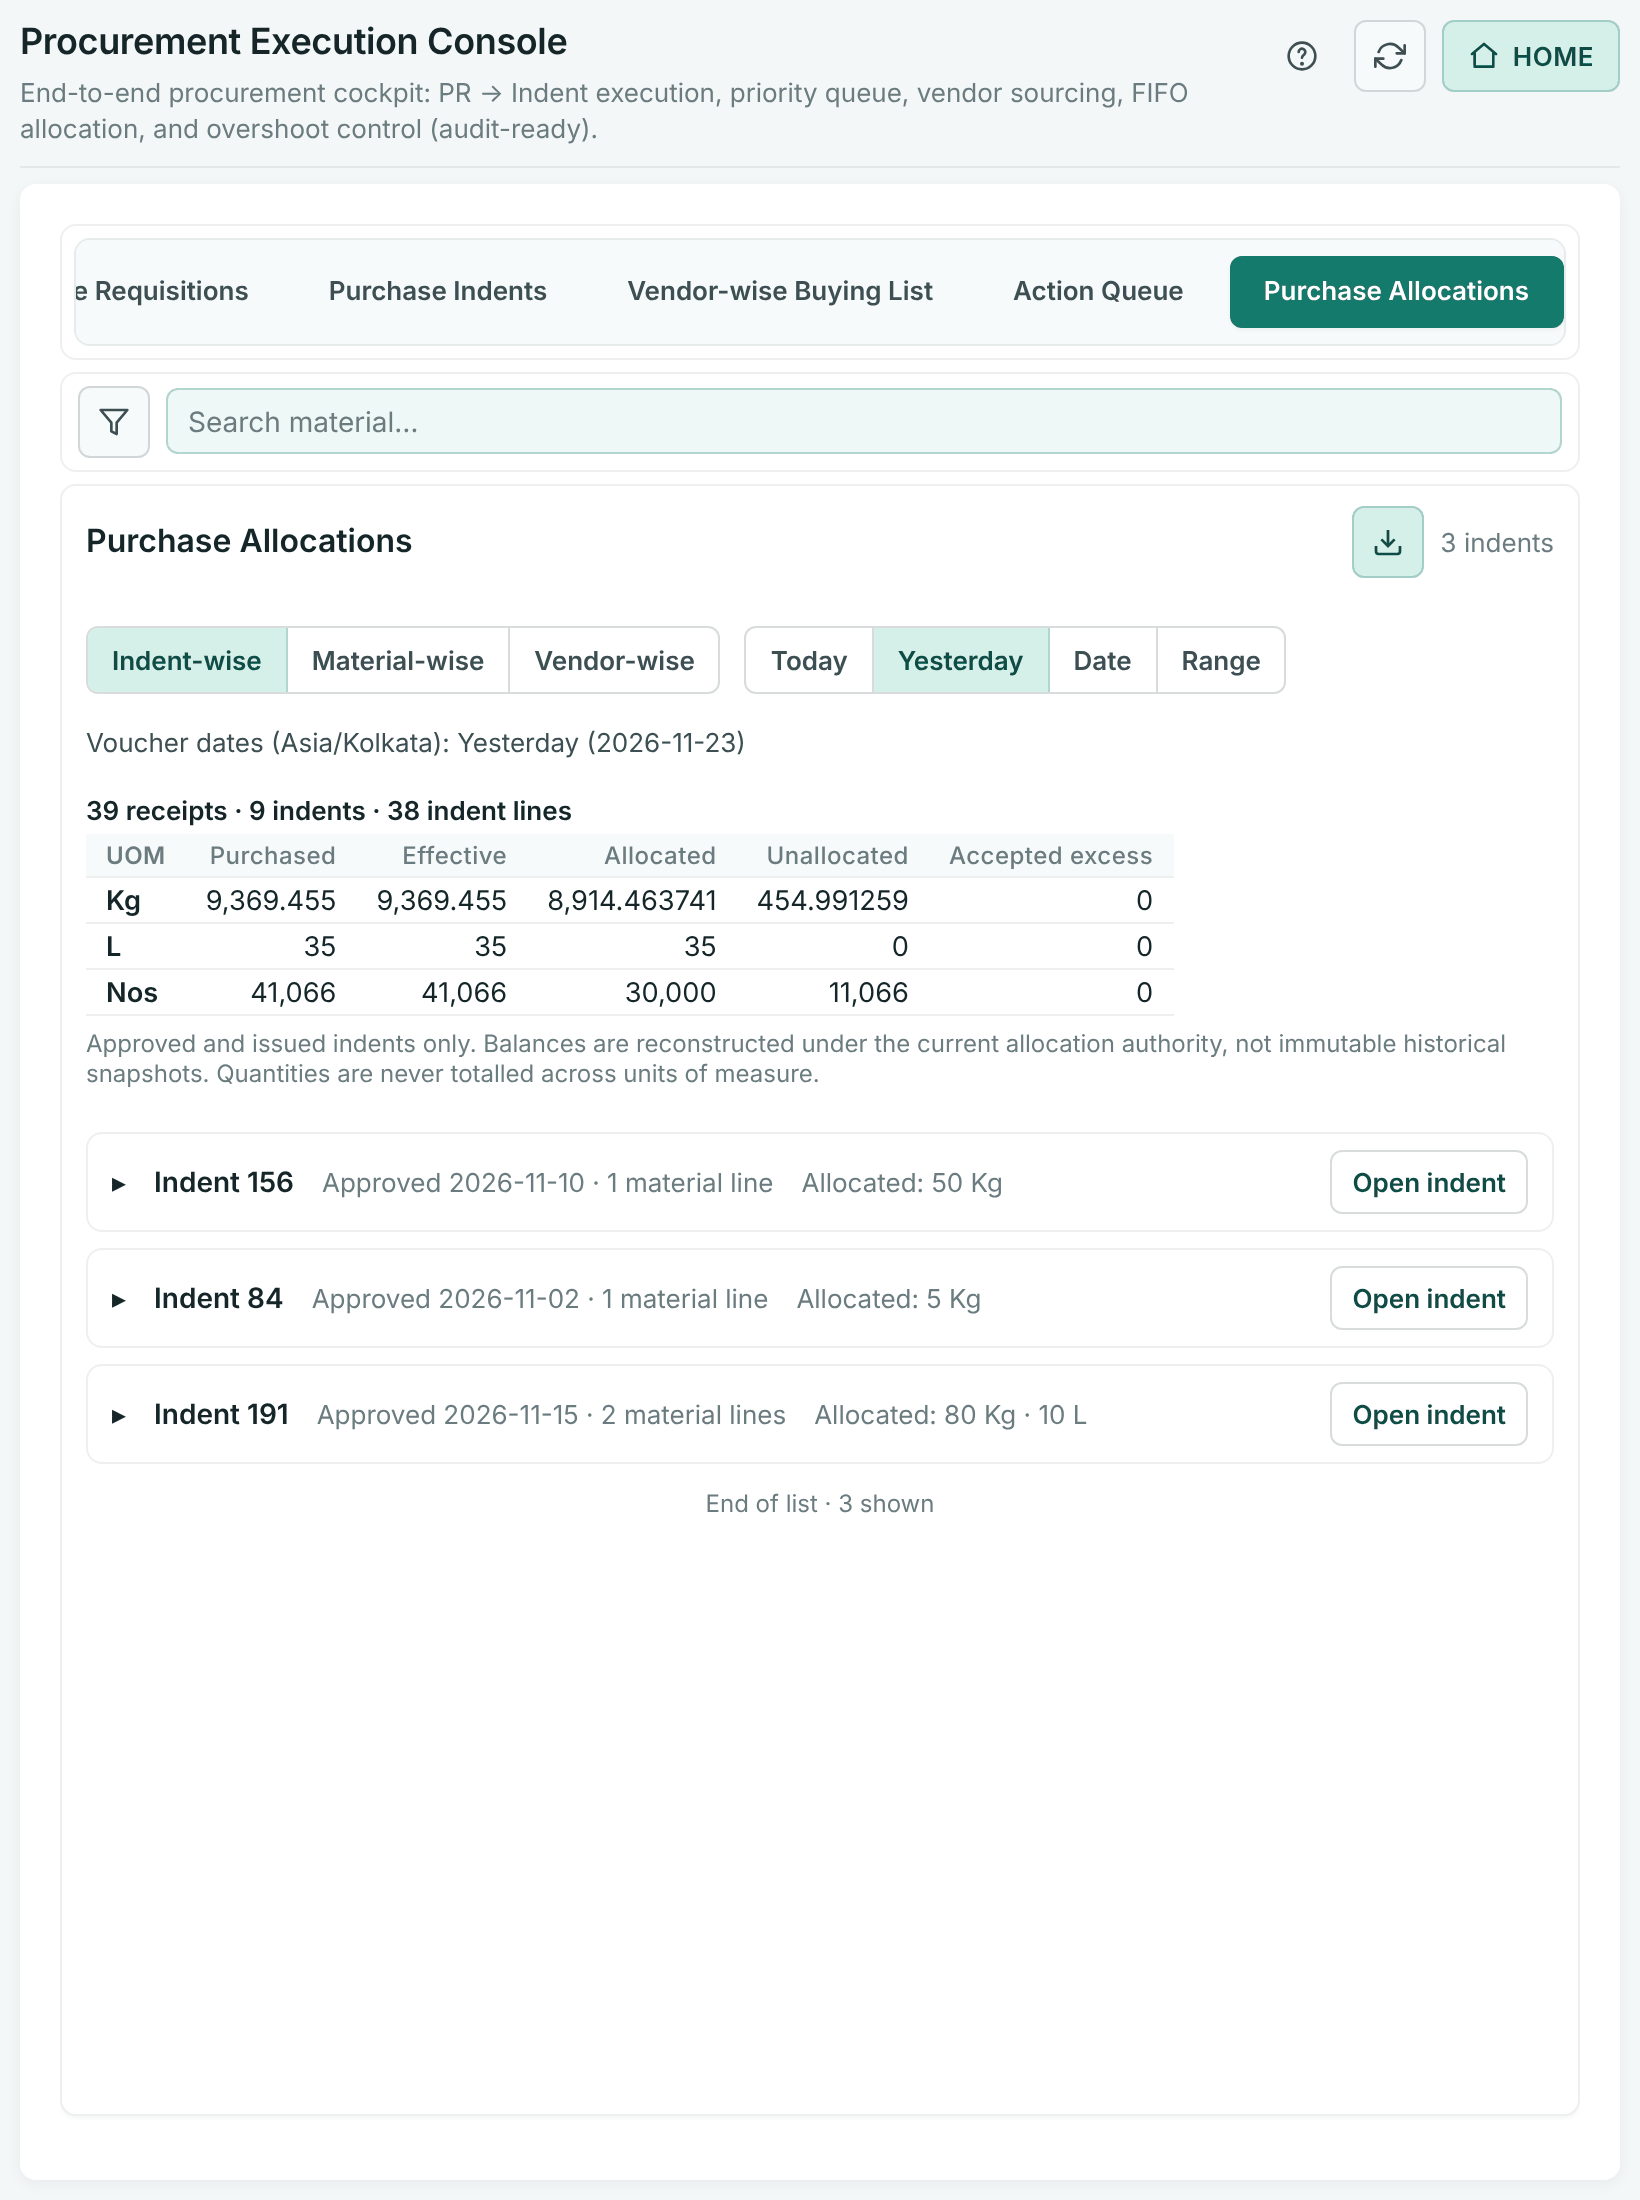 Procurement Execution Console
HOME
End-to-end procurement cockpit: PR → Indent execution, priority queue, vendor sourcing, FIFO
allocation, and overshoot control (audit-ready).
e Requisitions Purchase Indents Vendor-wise Buying List Action Queue Purchase Allocations
Search material...
Purchase Allocations 3 indents
Indent-wise Material-wise Vendor-wise Today Yesterday Date Range
Voucher dates (Asia/Kolkata): Yesterday (2026-11-23)
39 receipts · 9 indents · 38 indent lines
UOM Purchased Effective Allocated Unallocated Accepted excess
Kg 9,369.455 9,369.455 8,914.463741 454.991259 0
L 35 35 35 0 0
Nos 41,066 41,066 30,000 11,066 0
Approved and issued indents only. Balances are reconstructed under the current allocation authority, not immutable historical
snapshots. Quantities are never totalled across units of measure.
Indent 156 Approved 2026-11-10 · 1 material line Allocated: 50 Kg Open indent
Indent 84 Approved 2026-11-02 · 1 material line Allocated: 5 Kg Open indent
Indent 191 Approved 2026-11-15 · 2 material lines Allocated: 80 Kg · 10 L Open indent
End of list · 3 shown